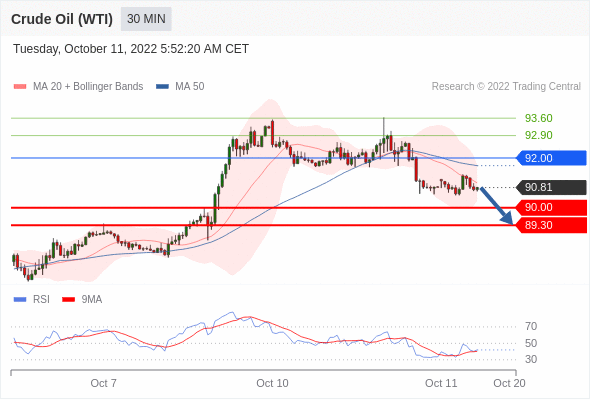 Crude Oil (WTI) 30 MIN
Tuesday, October 11, 2022 5:52:20 AM CET
MA 20 + Bollinger Bands MA 50 Research © 2022 Trading Central
93.60
92.90
92.00
90.81
90.00
89.30
RSI 9MA
70
50
30
Oct 7 Oct 10 Oct 11 Oct 20